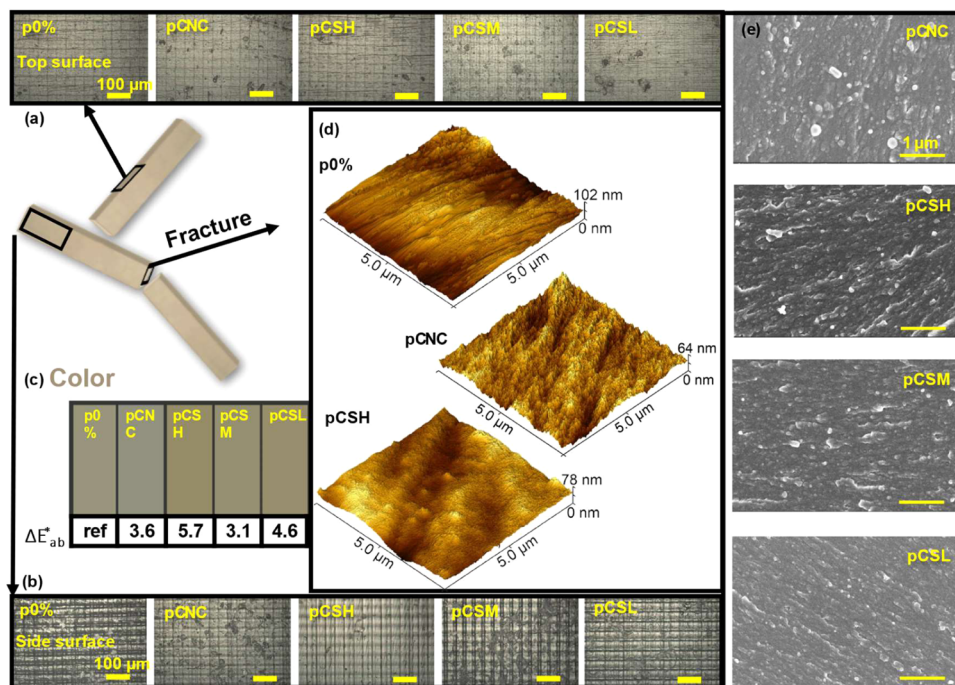 p0%
Top surface
100 μm
pCNC
pCSH
pCSM
pCSL
(a)
Fracture
(c) Color
p0
%
pCN
C
pCS
H
pCS
M
pCSL
ΔE*ab
ref
3.6
5.7
3.1
4.6
(d)
p0%
102 nm
0 nm
5.0 μm
5.0 μm
pCNC
64 nm
0 nm
5.0 μm
5.0 μm
pCSH
78 nm
0 nm
5.0 μm
5.0 μm
(b)
p0%
Side surface
100 μm
pCNC
pCSH
pCSM
pCSL
(e)
pCNC
1 μm
pCSH
pCSM
pCSL